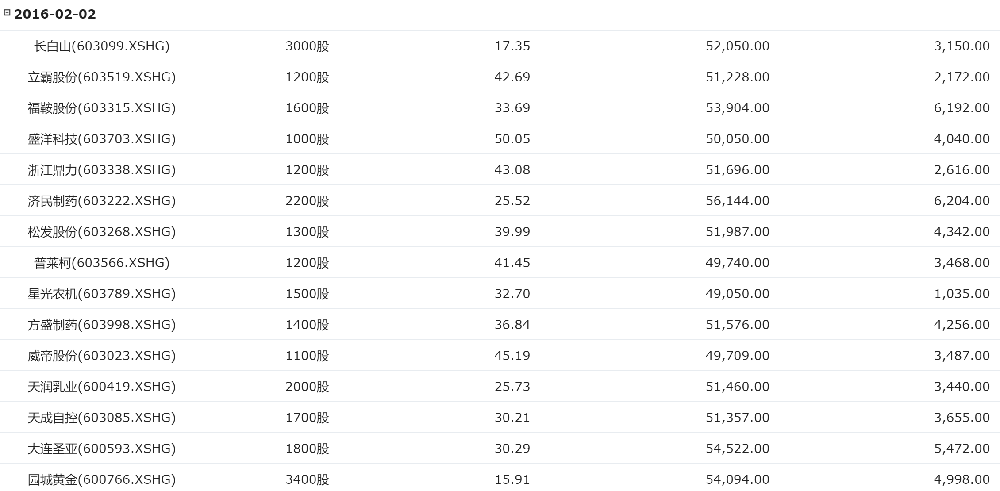 2016-02-02
长白山(603099.XSHG) 3000股 17.35 52,050.00 3,150.00
立霸股份(603519.XSHG) 1200股 42.69 51,228.00 2,172.00
福鞍股份(603315.XSHG) 1600股 33.69 53,904.00 6,192.00
盛洋科技(603703.XSHG) 1000股 50.05 50,050.00 4,040.00
浙江鼎力(603338.XSHG) 1200股 43.08 51,696.00 2,616.00
济民制药(603222.XSHG) 2200股 25.52 56,144.00 6,204.00
松发股份(603268.XSHG) 1300股 39.99 51,987.00 4,342.00
普莱柯(603566.XSHG) 1200股 41.45 49,740.00 3,468.00
星光农机(603789.XSHG) 1500股 32.70 49,050.00 1,035.00
方盛制药(603998.XSHG) 1400股 36.84 51,576.00 4,256.00
威帝股份(603023.XSHG) 1100股 45.19 49,709.00 3,487.00
天润乳业(600419.XSHG) 2000股 25.73 51,460.00 3,440.00
天成自控(603085.XSHG) 1700股 30.21 51,357.00 3,655.00
大连圣亚(600593.XSHG) 1800股 30.29 54,522.00 5,472.00
园城黄金(600766.XSHG) 3400股 15.91 54,094.00 4,998.00